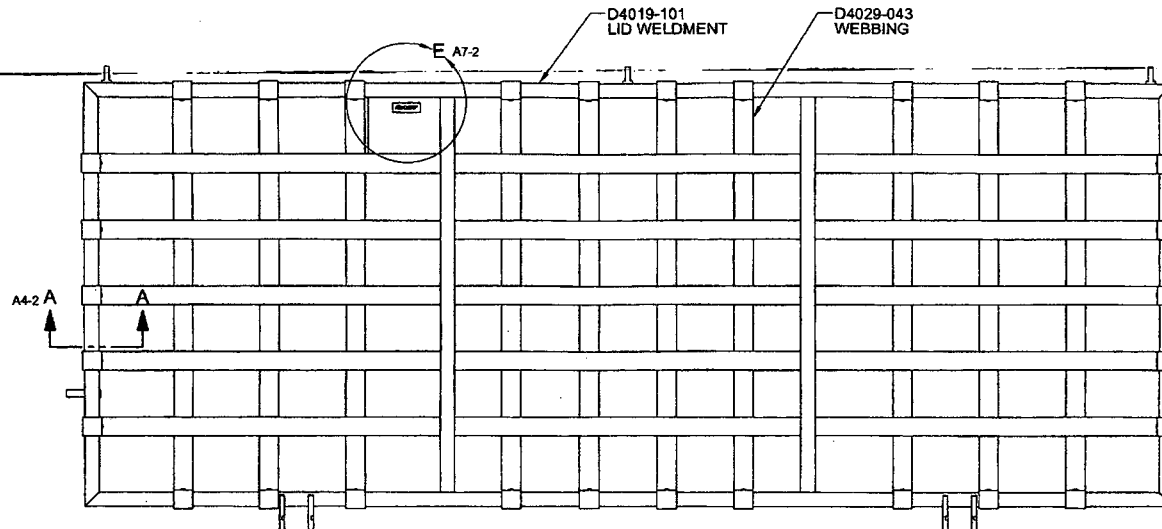 D4019-101
LID WELDMENT
D4029-043
WEBBING
E A7-2
A4-2 A A